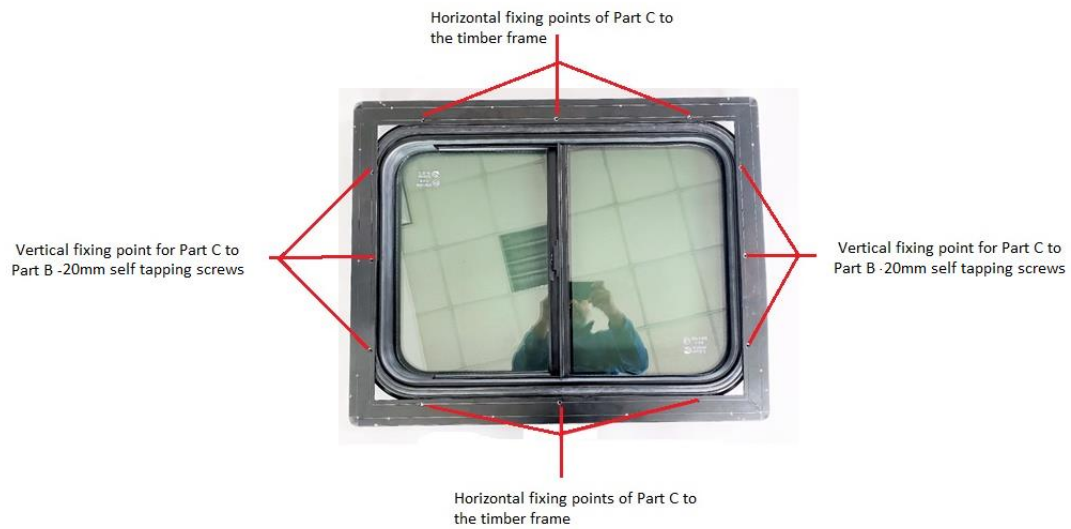 Horizontal fixing points of Part C to
the timber frame
Vertical fixing point for Part C to
Part B -20mm self tapping screws
Vertical fixing point for Part C to
Part B -20mm self tapping screws
Horizontal fixing points of Part C to
the timber frame